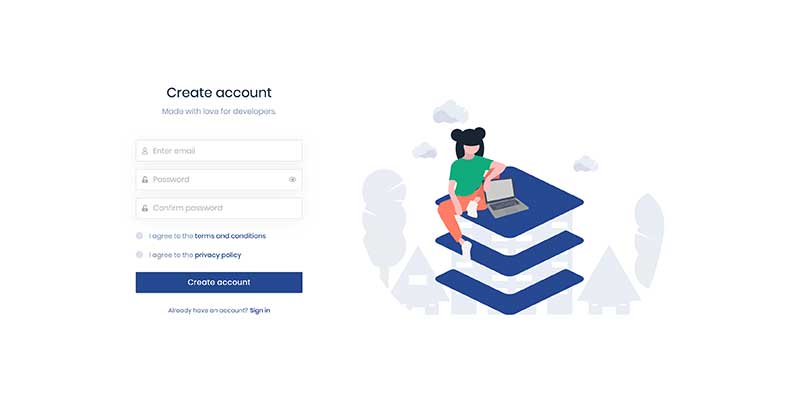 Create account
Made with love for developers.
Enter email
Password
Confirm password
I agree to the terms and conditions
I agree to the privacy policy
Create account
Already have an account? Sign in